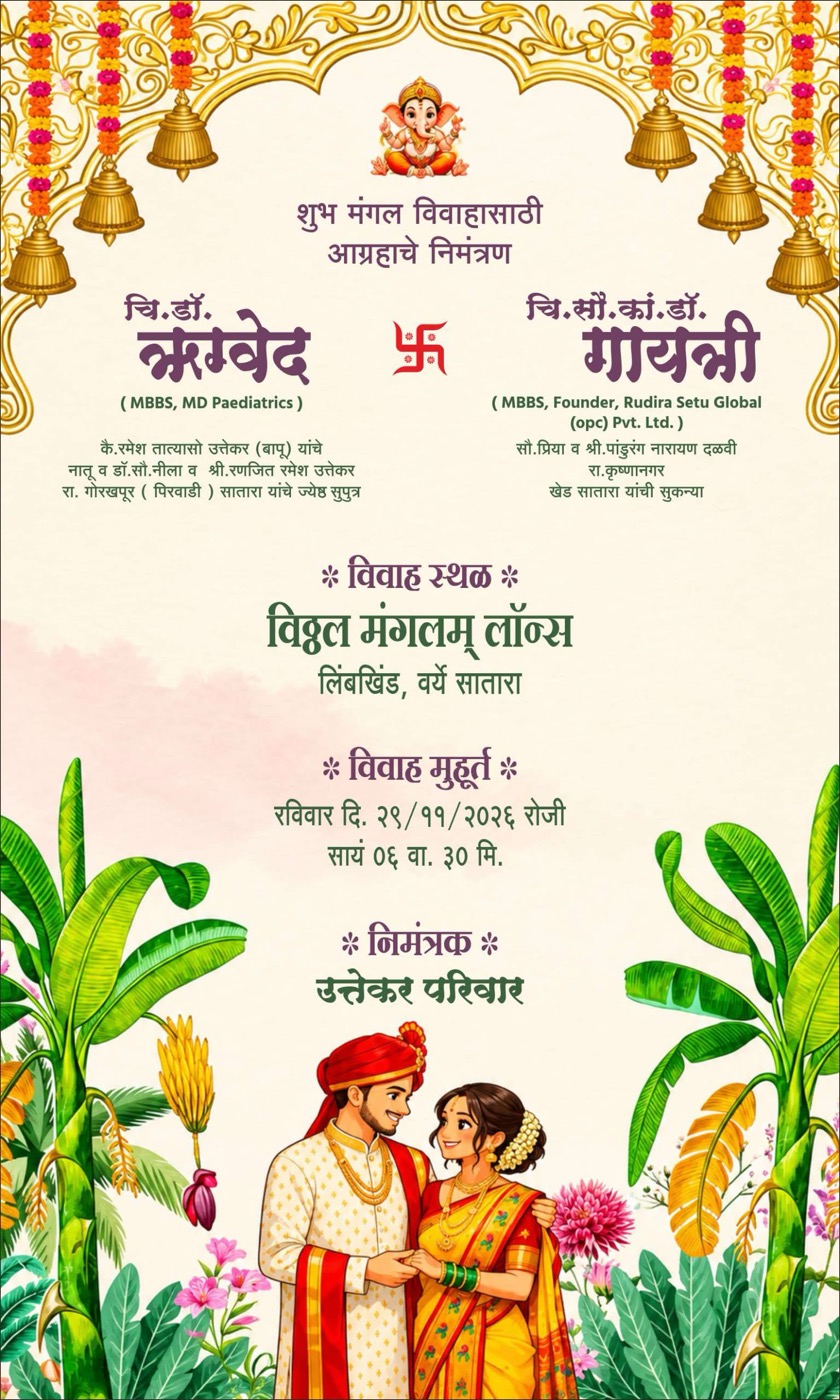 शुभ मंगल विवाहासाठी
आग्रहाचे निमंत्रण
चि.डॉ.
ऋग्वेद
( MBBS, MD Paediatrics )
कै.रमेश तात्यासो उत्तेकर (बापू) यांचे
नातू व डॉ.सौ.नीला व श्री.रणजित रमेश उत्तेकर
रा. गोरखपूर ( पिरवाडी ) सातारा यांचे ज्येष्ठ सुपुत्र
चि.सौ.कां.डॉ.
गायत्री
( MBBS, Founder, Rudira Setu Global
(opc) Pvt. Ltd. )
सौ.प्रिया व श्री.पांडुरंग नारायण दळवी
रा.कृष्णानगर
खेड सातारा यांची सुकन्या
❇ विवाह स्थळ ❇
विठ्ठल मंगलम् लॉन्स
लिंबखिंड, वर्ये सातारा
❇ विवाह मुहूर्त ❇
रविवार दि. २९/११/२०२६ रोजी
सायं ०६ वा. ३० मि.
❇ निमंत्रक ❇
उत्तेकर परिवार